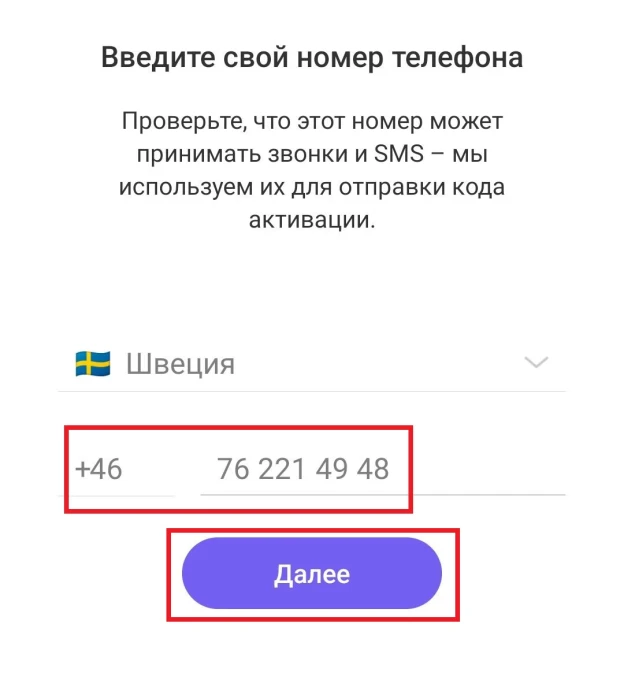 Введите свой номер телефона
Проверьте, что этот номер может
принимать звонки и SMS – мы
используем их для отправки кода
активации.
Швеция
+46 76 221 49 48
Далее